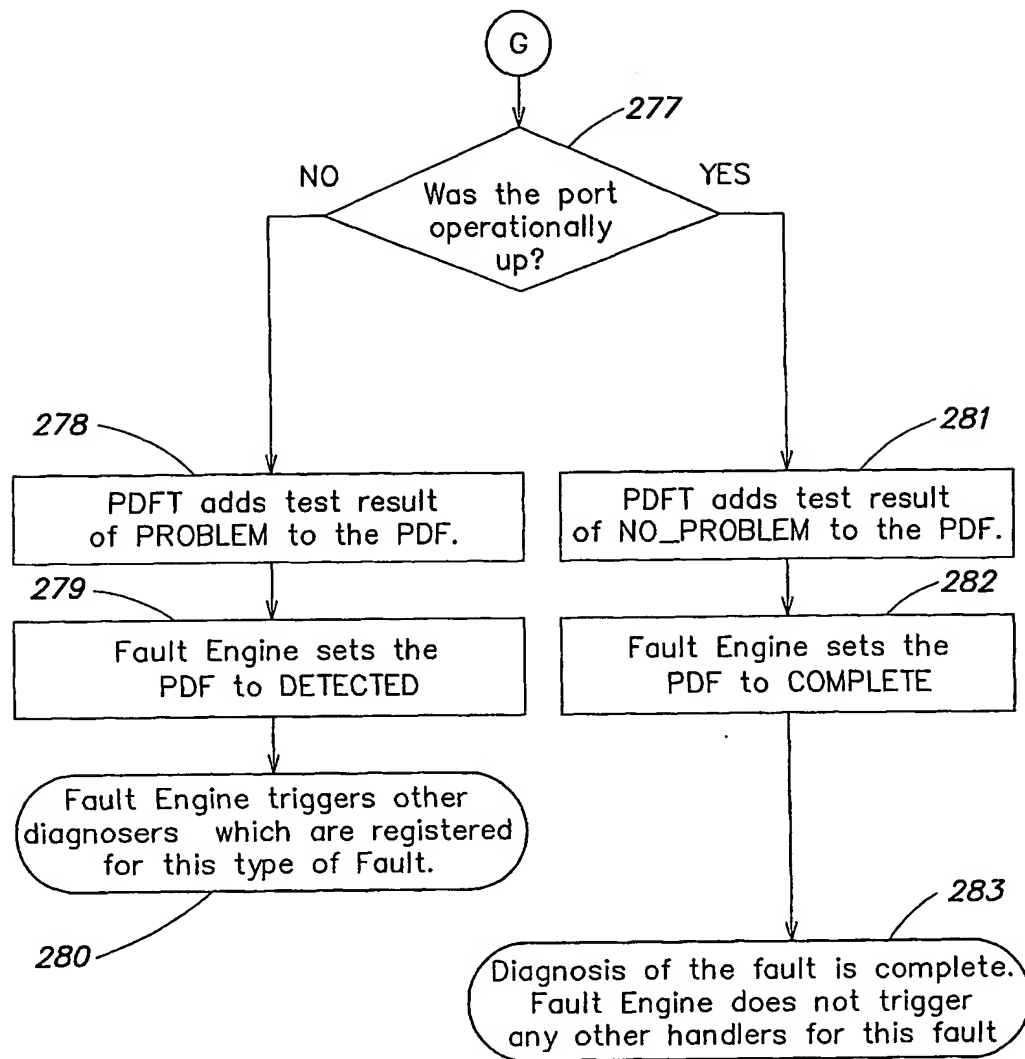 G
277
NO
YES
Was the port
operationally
up?
278
281
PDFT adds test result
of PROBLEM to the PDF.
PDFT adds test result
of NO_PROBLEM to the PDF.
279
282
Fault Engine sets the
PDF to DETECTED
Fault Engine sets the
PDF to COMPLETE
Fault Engine triggers other
diagnosers which are registered
for this type of Fault.
280
283
Diagnosis of the fault is complete.
Fault Engine does not trigger
any other handlers for this fault